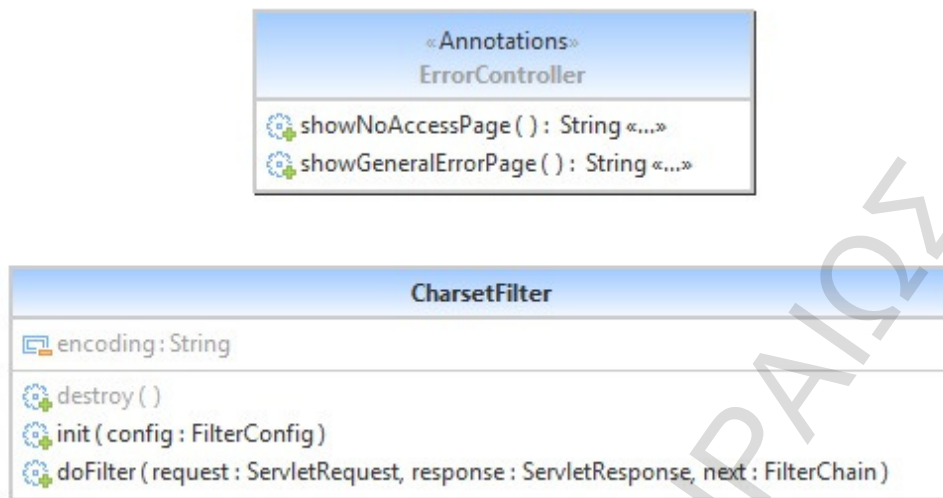 «Annotations»
ErrorController
showNoAccessPage ( ) : String «...»
showGeneralErrorPage ( ) : String «...»
CharsetFilter
encoding : String
destroy ( )
init ( config : FilterConfig )
doFilter ( request : ServletRequest, response : ServletResponse, next : FilterChain )
ΙΡΑΙΩΣ